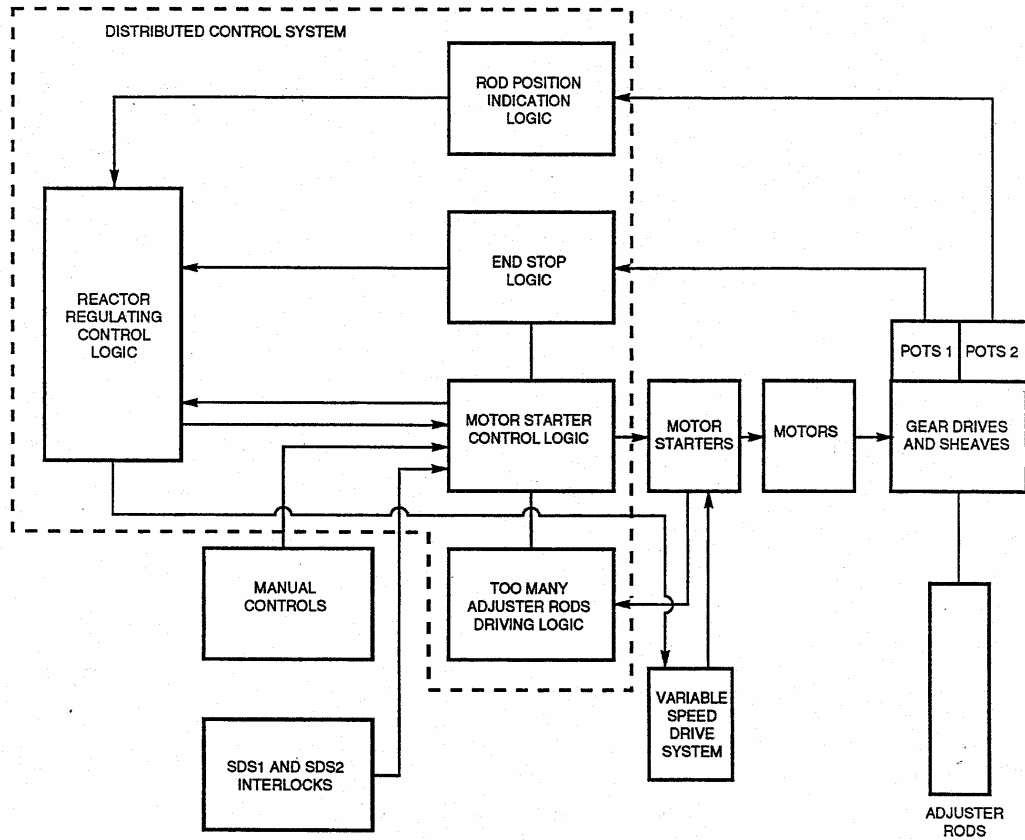 DISTRIBUTED CONTROL SYSTEM
ROD POSITION
INDICATION
LOGIC
END STOP
LOGIC
REACTOR
REGULATING
CONTROL
LOGIC
POTS 1
POTS 2
MOTOR STARTER
CONTROL LOGIC
MOTOR
STARTERS
MOTORS
GEAR DRIVES
AND SHEAVES
MANUAL
CONTROLS
TOO MANY
ADJUSTER RODS
DRIVING LOGIC
VARIABLE
SPEED
DRIVE
SYSTEM
SDS1 AND SDS2
INTERLOCKS
ADJUSTER
RODS